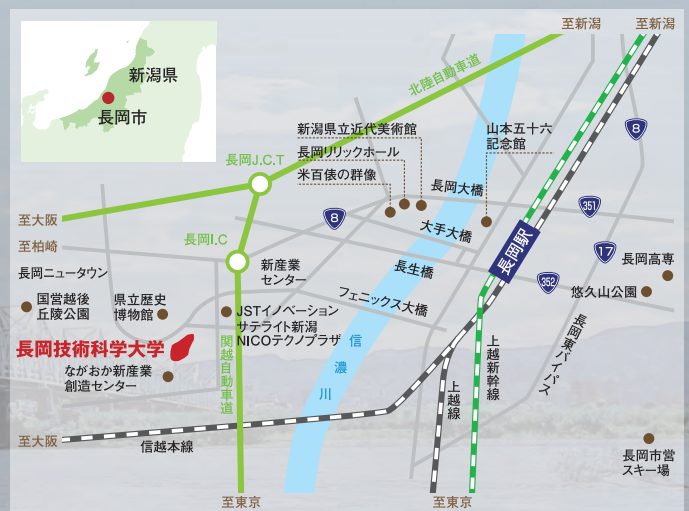 新潟県
長岡市
至新潟
至新潟
北陸自動車道
新潟県立近代美術館
長岡リリックホール
米百俵の群像
山本五十六
記念館
8
長岡J.C.T
長岡大橋
351
至大阪
8
大手大橋
17
至柏崎
長岡I.C
長岡駅
長岡ニュータウン
新産業
センター
長生橋
352
長岡高専
悠久山公園
国営越後
丘陵公園
県立歴史
博物館
フェニックス大橋
JSTイノベーション
サテライト新潟
NICOテクノプラザ
長岡技術科学大学
ながおか新産業
創造センター
関越自動車道
信濃川
上越線
上越新幹線
長岡東バイパス
至大阪
信越本線
長岡市営
スキー場
至東京
至東京